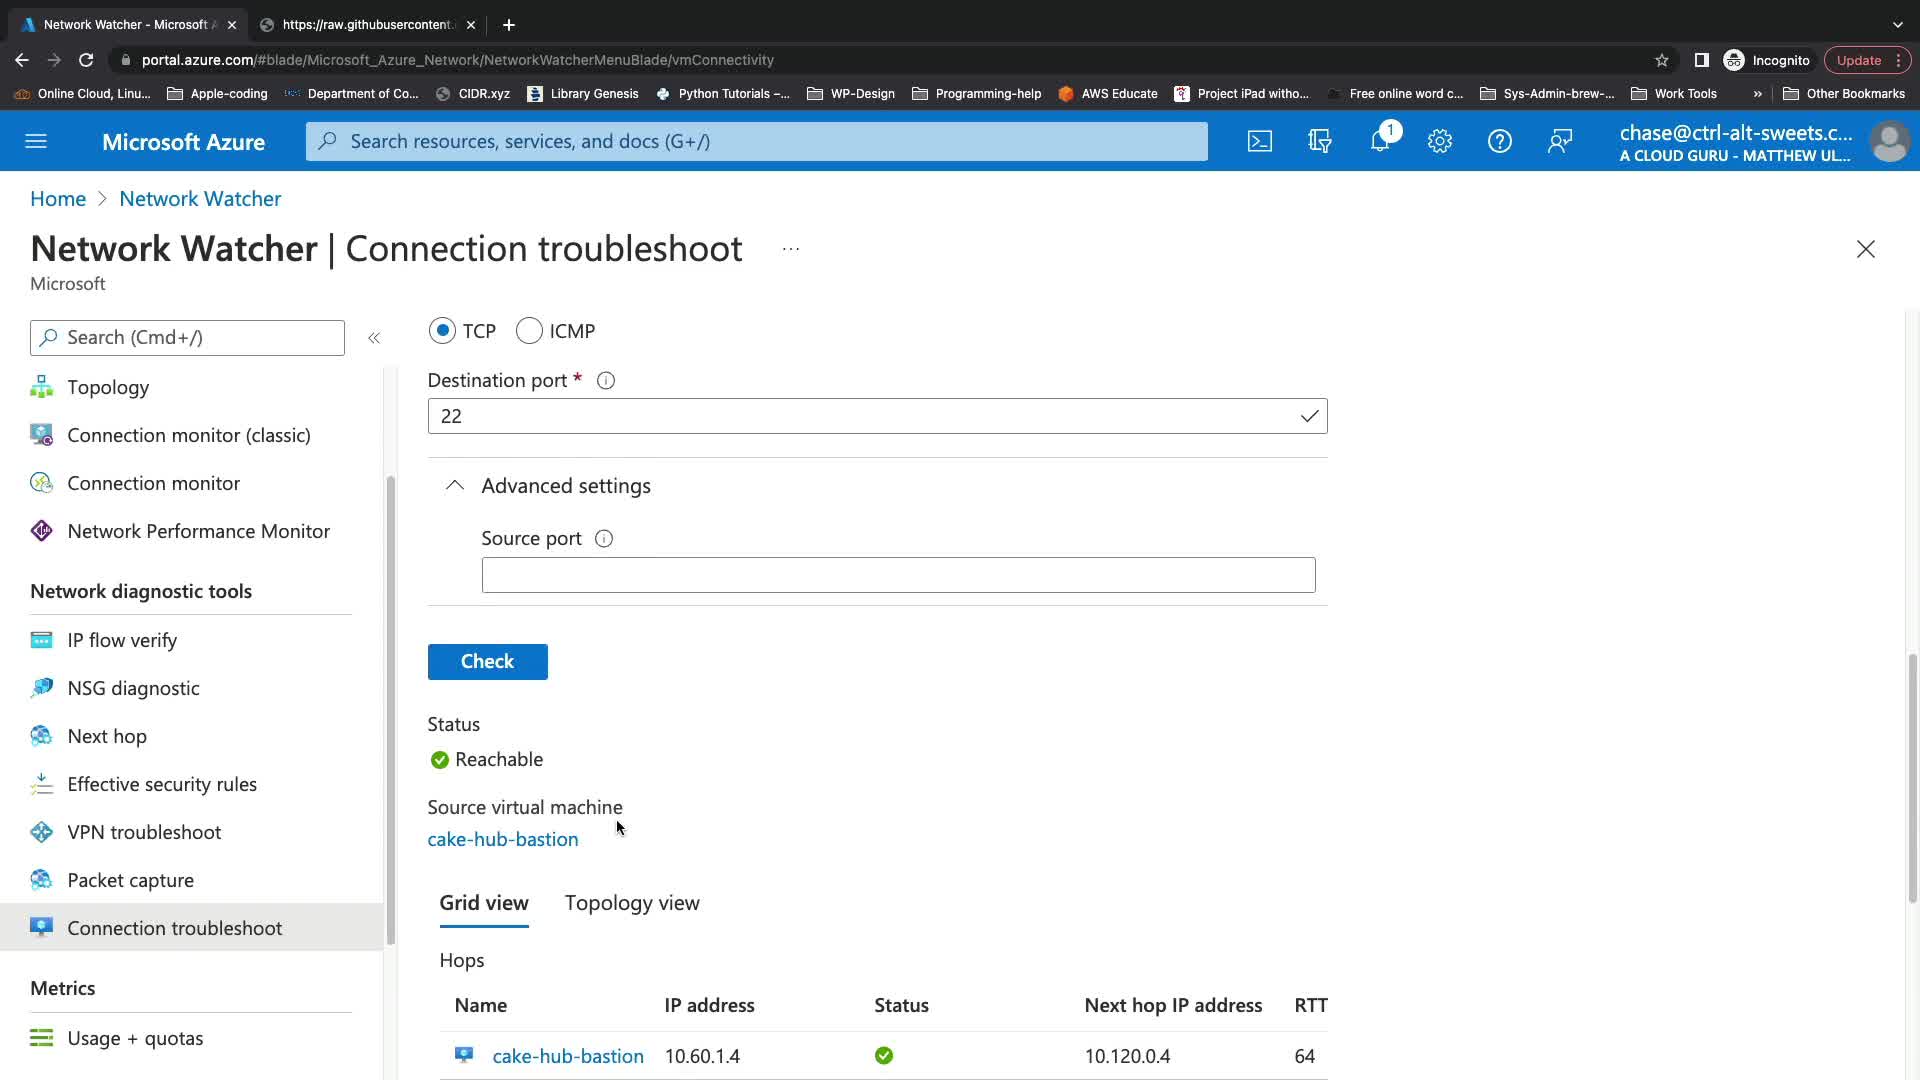 Network Watcher - Microsoft A
https://raw.githubusercontent.
portal.azure.com/#blade/Microsoft_Azure_Network/NetworkWatcherMenuBlade/vmConnectivity
Incognito
Update
Online Cloud, Linu...
Apple-coding
Department of Co...
CIDR.xyz
Library Genesis
Python Tutorials –...
WP-Design
Programming-help
AWS Educate
Project iPad witho...
Free online word c...
Sys-Admin-brew-...
Work Tools
»
Other Bookmarks
Microsoft Azure
Search resources, services, and docs (G+/)
1
chase@ctrl-alt-sweets.c...
A CLOUD GURU - MATTHEW UL...
Home > Network Watcher
Network Watcher | Connection troubleshoot ...
Microsoft
Search (Cmd+/)
«
Topology
Connection monitor (classic)
Connection monitor
Network Performance Monitor
Network diagnostic tools
IP flow verify
NSG diagnostic
Next hop
Effective security rules
VPN troubleshoot
Packet capture
Connection troubleshoot
Metrics
Usage + quotas
TCP ICMP
Destination port *
22
Advanced settings
Source port
Check
Status
Reachable
Source virtual machine
cake-hub-bastion
Grid view Topology view
Hops
Name IP address Status Next hop IP address RTT
cake-hub-bastion 10.60.1.4 10.120.0.4 64